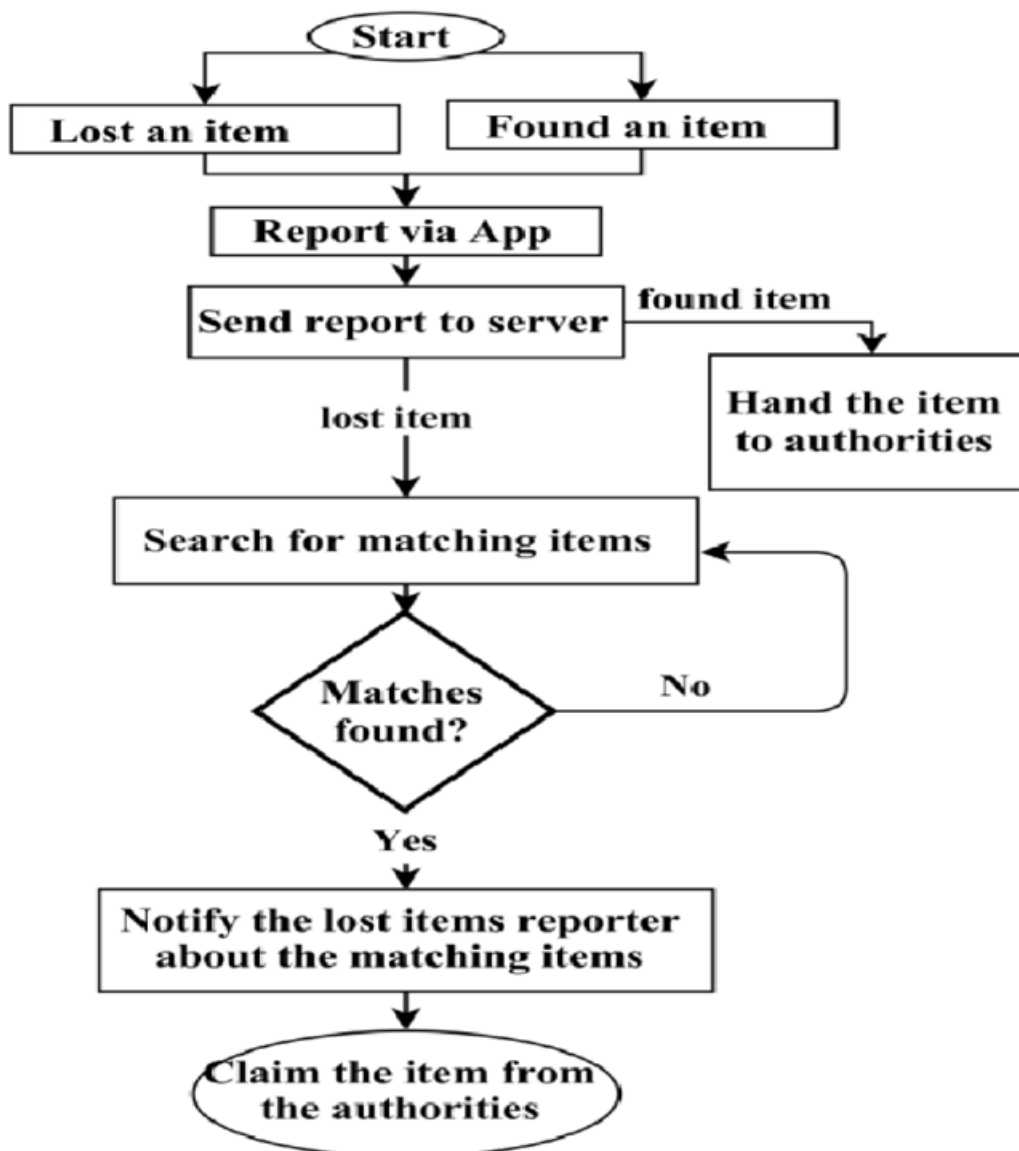 Start
Lost an item
Found an item
Report via App
Send report to server
found item
Hand the item
to authorities
lost item
Search for matching items
Matches
found?
No
Yes
Notify the lost items reporter
about the matching items
Claim the item from
the authorities